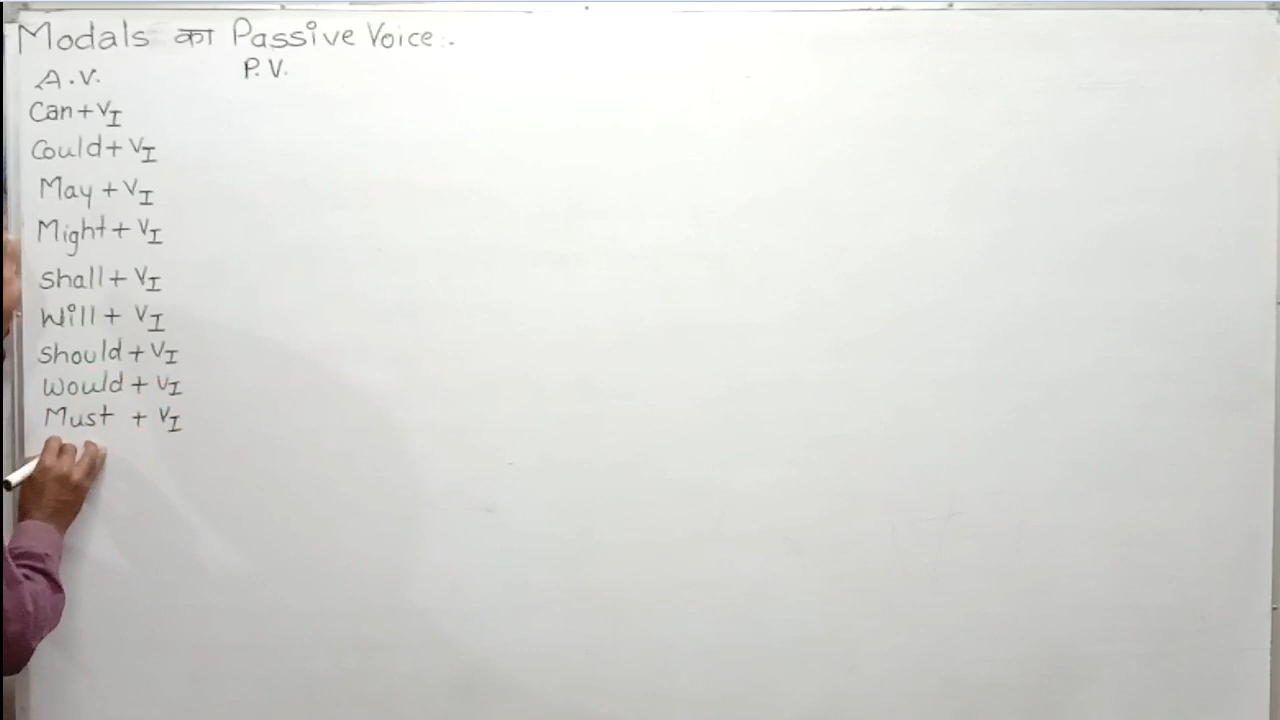 Modals का Passive Voice:-
A.V. P.V.
Can+VI
Could+VI
May+VI
Might+VI
Shall+VI
Will+VI
Should+VI
Would+VI
Must+VI